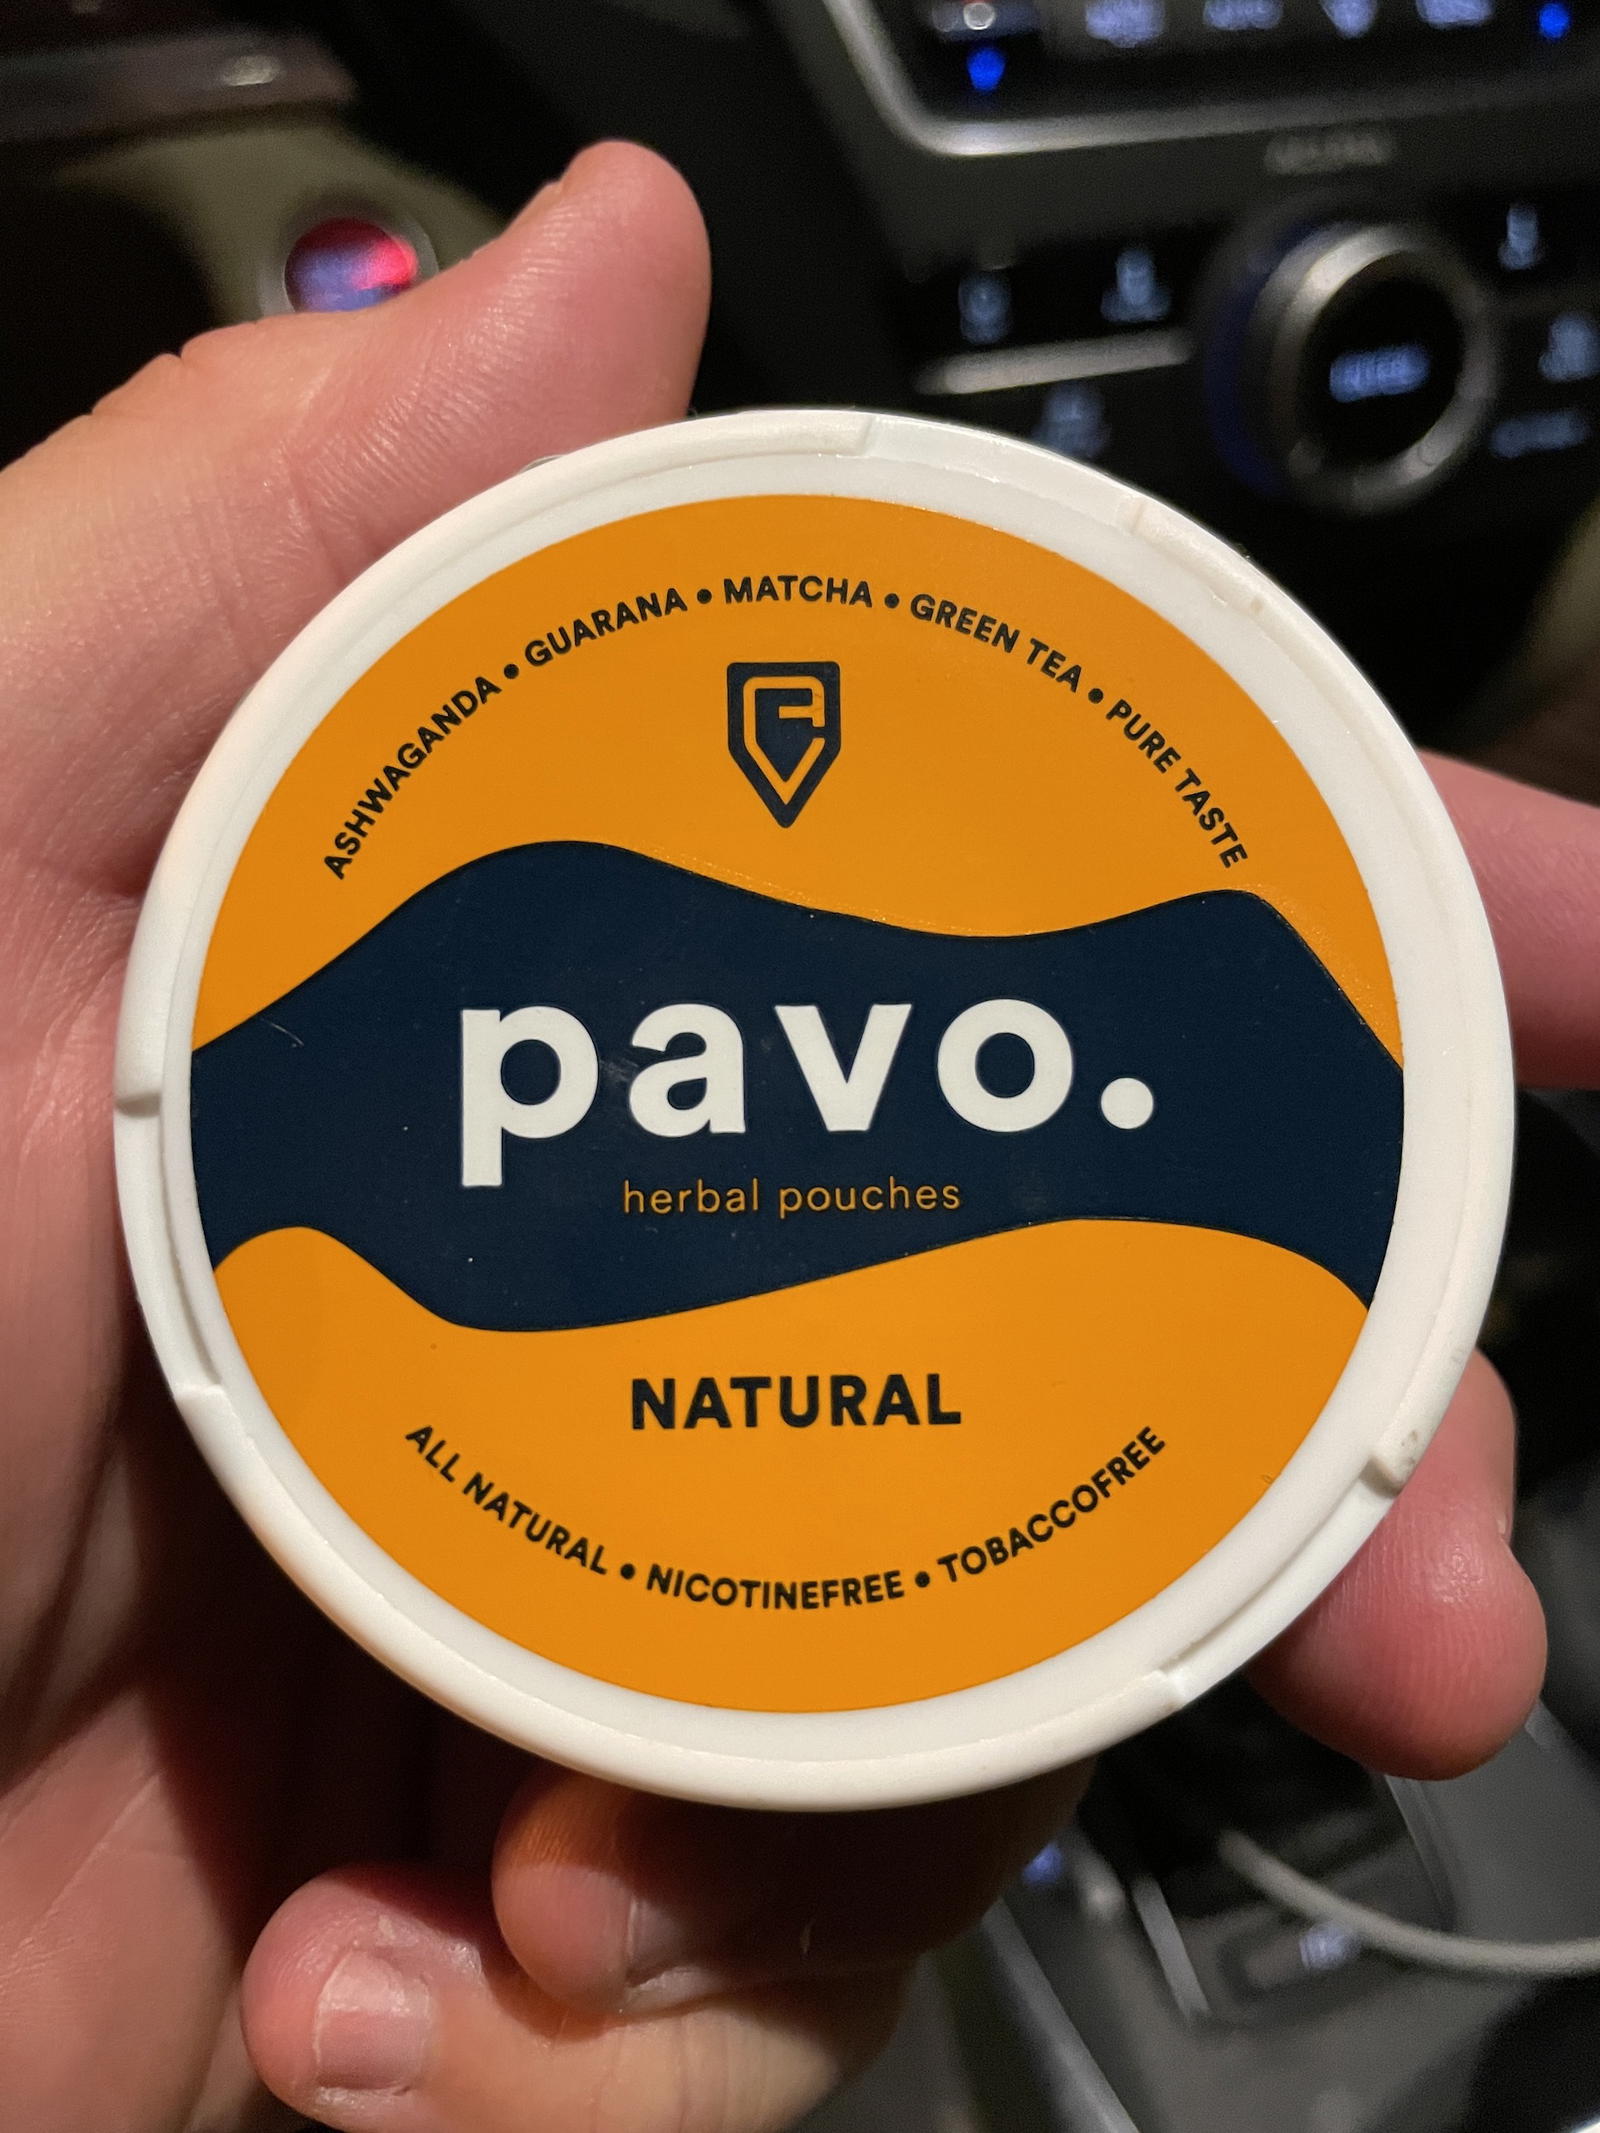 ASHWAGANDA • GUARANA • MATCHA • GREEN TEA • PURE TASTE
pavo.
herbal pouches
NATURAL
ALL NATURAL • NICOTINEFREE • TOBACCOFREE